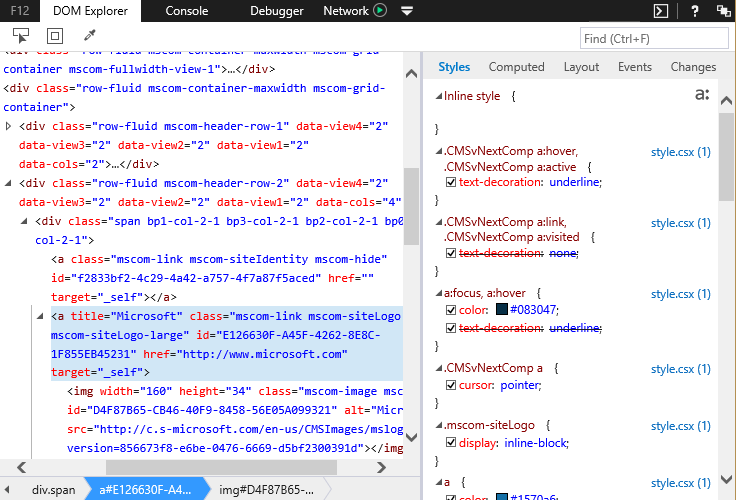 F12 DOM Explorer Console Debugger Network ?
Find (Ctrl+F)
<div class="row-fluid mscom-container-maxwidth mscom-grid-
container mscom-fullwidth-view-1">…</div>
<div class="row-fluid mscom-container-maxwidth mscom-grid-
container">
<div class="row-fluid mscom-header-row-1" data-view4="2"
data-view3="2" data-view2="2" data-view1="2"
data-cols="2">…</div>
<div class="row-fluid mscom-header-row-2" data-view4="2"
data-view3="2" data-view2="2" data-view1="2" data-cols="4"
<div class="span bp1-col-2-1 bp3-col-2-1 bp2-col-2-1 bp0
col-2-1">
<a class="mscom-link mscom-siteIdentity mscom-hide"
id="f2833bf2-4c29-4a42-a757-4f7a87f5aced" href=""
target="_self"></a>
<a title="Microsoft" class="mscom-link mscom-siteLogo
mscom-siteLogo-large" id="E126630F-A45F-4262-8E8C-
1F855EB45231" href="http://www.microsoft.com"
target="_self">
<img width="160" height="34" class="mscom-image msc
id="D4F87B65-CB46-40F9-8458-56E05A099321" alt="Mic
src="http://c.s-microsoft.com/en-us/CMSImages/mslog
version=856673f8-e6be-0476-6669-d5bf2300391d"></img
div.span a#E126630F-A4... img#D4F87B65-...
Styles Computed Layout Events Changes
Inline style {
a:
}
.CMSvNextComp a:hover, style.csx (1)
.CMSvNextComp a:active {
text-decoration: underline;
}
.CMSvNextComp a:link, style.csx (1)
.CMSvNextComp a:visited {
text-decoration: none;
}
a:focus, a:hover { style.csx (1)
color: #083047;
text-decoration: underline;
}
.CMSvNextComp a { style.csx (1)
cursor: pointer;
}
.mscom-siteLogo { style.csx (1)
display: inline-block;
}
a { style.csx (1)
color: #1570a6;